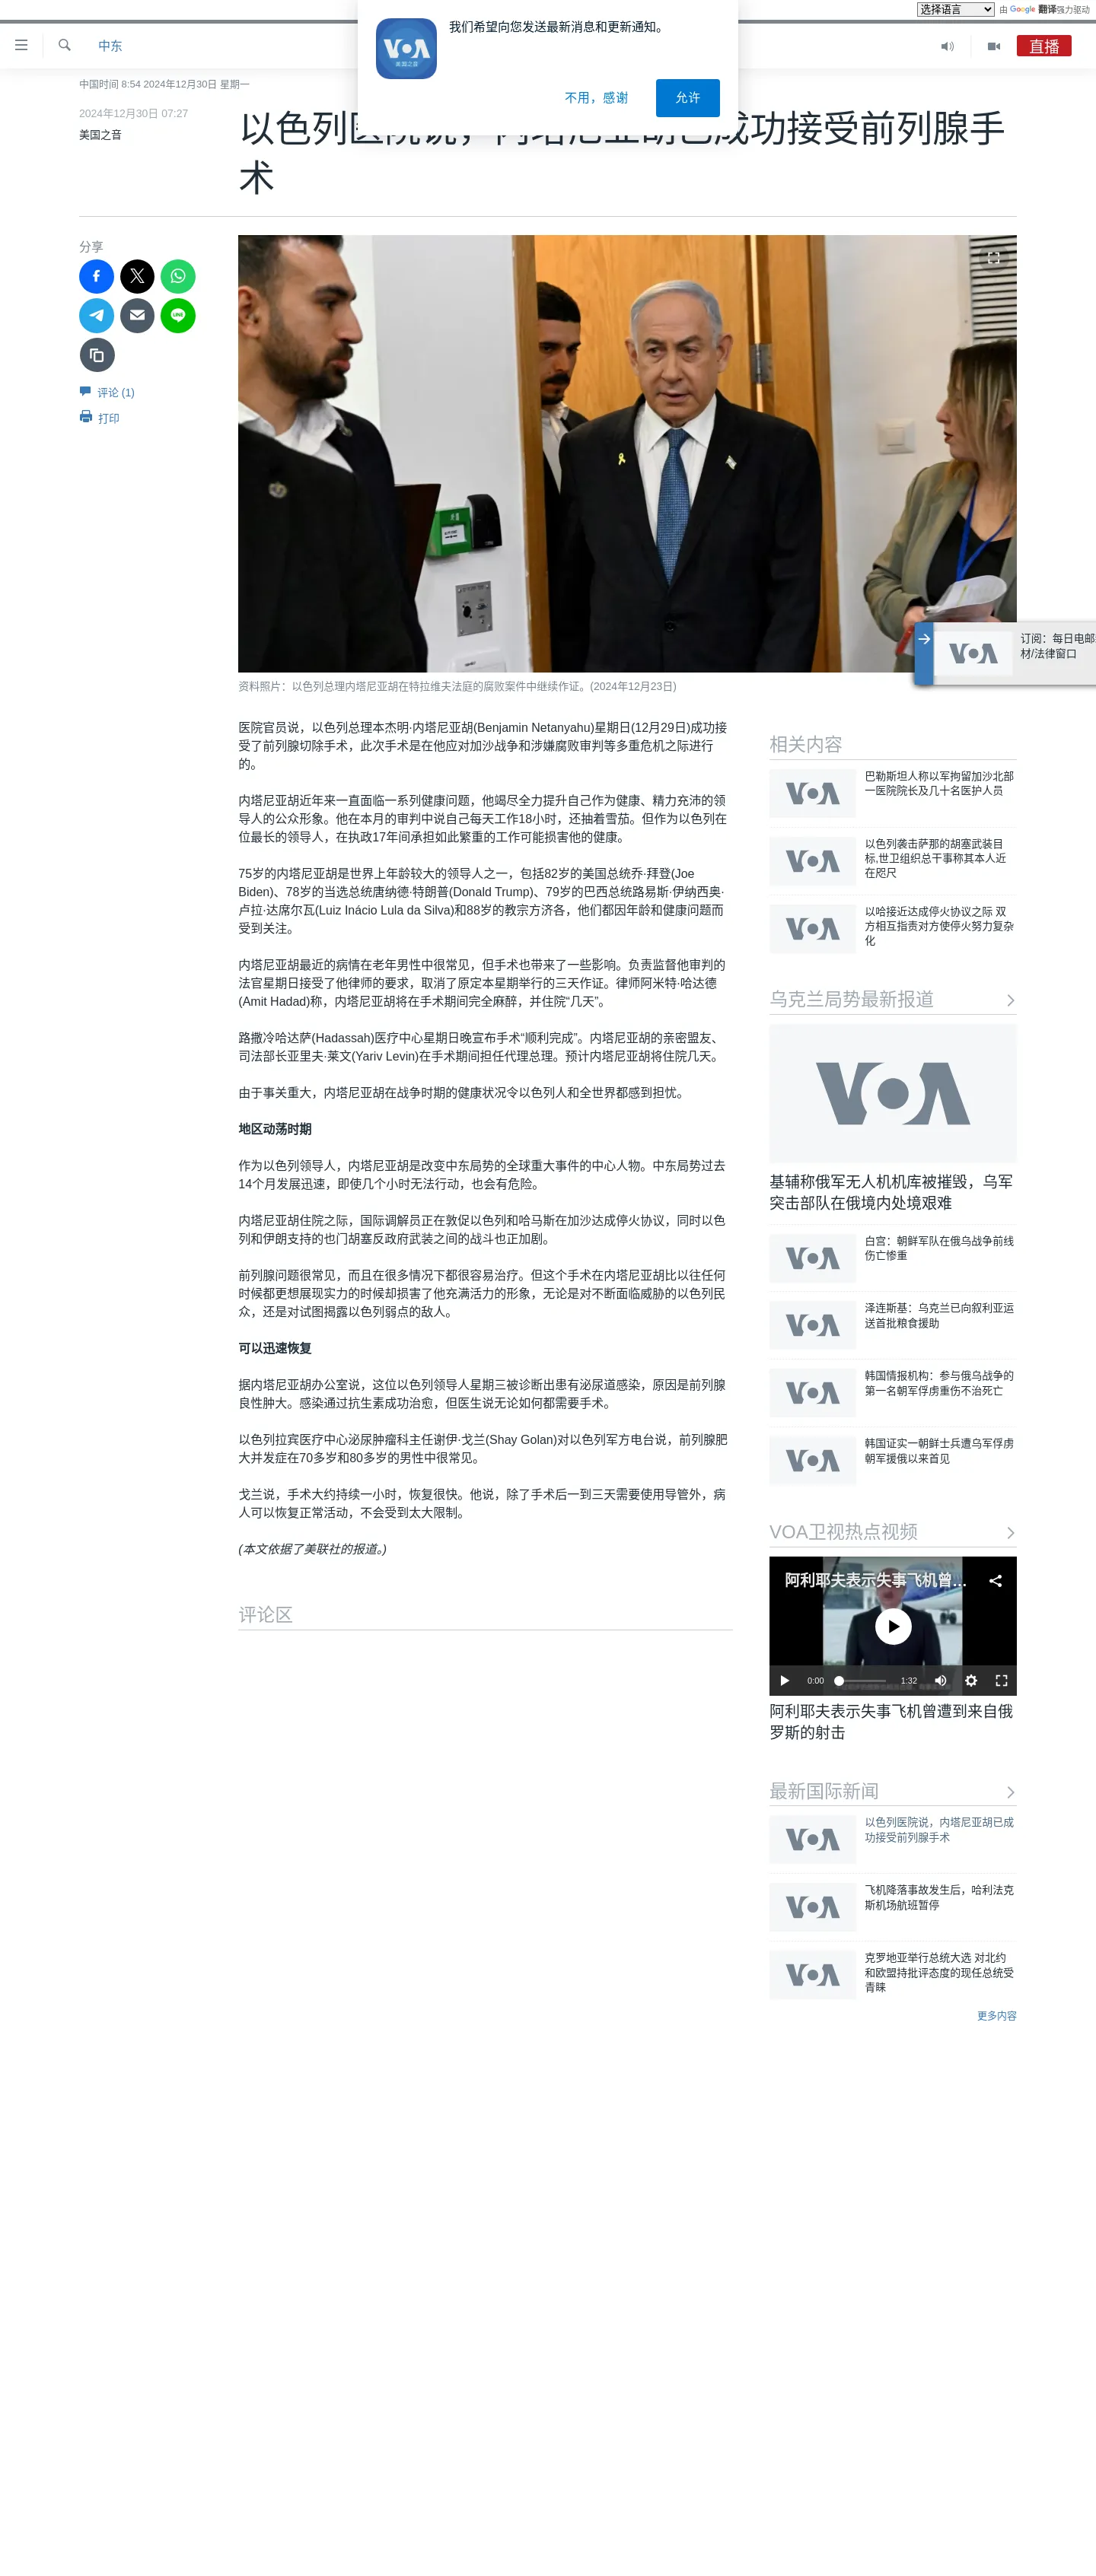 选择语言
由 Google 翻译强力驱动
我们希望向您发送最新消息和更新通知。
VOA
美国之音
不用，感谢
允许
中东
直播
中国时间 8:54 2024年12月30日 星期一
2024年12月30日 07:27
美国之音
以色列医院说，内塔尼亚胡已成功接受前列腺手
术
分享
评论 (1)
打印
LINE
订阅：每日电邮
材/法律窗口
VOA
资料照片：以色列总理内塔尼亚胡在特拉维夫法庭的腐败案件中继续作证。(2024年12月23日)
医院官员说，以色列总理本杰明·内塔尼亚胡(Benjamin Netanyahu)星期日(12月29日)成功接
受了前列腺切除手术，此次手术是在他应对加沙战争和涉嫌腐败审判等多重危机之际进行
的。
内塔尼亚胡近年来一直面临一系列健康问题，他竭尽全力提升自己作为健康、精力充沛的领
导人的公众形象。他在本月的审判中说自己每天工作18小时，还抽着雪茄。但作为以色列在
位最长的领导人，在执政17年间承担如此繁重的工作可能损害他的健康。
75岁的内塔尼亚胡是世界上年龄较大的领导人之一，包括82岁的美国总统乔·拜登(Joe
Biden)、78岁的当选总统唐纳德·特朗普(Donald Trump)、79岁的巴西总统路易斯·伊纳西奥·
卢拉·达席尔瓦(Luiz Inácio Lula da Silva)和88岁的教宗方济各，他们都因年龄和健康问题而
受到关注。
内塔尼亚胡最近的病情在老年男性中很常见，但手术也带来了一些影响。负责监督他审判的
法官星期日接受了他律师的要求，取消了原定本星期举行的三天作证。律师阿米特·哈达德
(Amit Hadad)称，内塔尼亚胡将在手术期间完全麻醉，并住院“几天”。
路撒冷哈达萨(Hadassah)医疗中心星期日晚宣布手术“顺利完成”。内塔尼亚胡的亲密盟友、
司法部长亚里夫·莱文(Yariv Levin)在手术期间担任代理总理。预计内塔尼亚胡将住院几天。
由于事关重大，内塔尼亚胡在战争时期的健康状况令以色列人和全世界都感到担忧。
地区动荡时期
作为以色列领导人，内塔尼亚胡是改变中东局势的全球重大事件的中心人物。中东局势过去
14个月发展迅速，即使几个小时无法行动，也会有危险。
内塔尼亚胡住院之际，国际调解员正在敦促以色列和哈马斯在加沙达成停火协议，同时以色
列和伊朗支持的也门胡塞反政府武装之间的战斗也正加剧。
前列腺问题很常见，而且在很多情况下都很容易治疗。但这个手术在内塔尼亚胡比以往任何
时候都更想展现实力的时候却损害了他充满活力的形象，无论是对不断面临威胁的以色列民
众，还是对试图揭露以色列弱点的敌人。
可以迅速恢复
据内塔尼亚胡办公室说，这位以色列领导人星期三被诊断出患有泌尿道感染，原因是前列腺
良性肿大。感染通过抗生素成功治愈，但医生说无论如何都需要手术。
以色列拉宾医疗中心泌尿肿瘤科主任谢伊·戈兰(Shay Golan)对以色列军方电台说，前列腺肥
大并发症在70多岁和80多岁的男性中很常见。
戈兰说，手术大约持续一小时，恢复很快。他说，除了手术后一到三天需要使用导管外，病
人可以恢复正常活动，不会受到太大限制。
(本文依据了美联社的报道。)
评论区
相关内容
VOA
巴勒斯坦人称以军拘留加沙北部
一医院院长及几十名医护人员
VOA
以色列袭击萨那的胡塞武装目
标,世卫组织总干事称其本人近
在咫尺
VOA
以哈接近达成停火协议之际 双
方相互指责对方使停火努力复杂
化
乌克兰局势最新报道
VOA
基辅称俄军无人机机库被摧毁，乌军
突击部队在俄境内处境艰难
VOA
白宫：朝鲜军队在俄乌战争前线
伤亡惨重
VOA
泽连斯基：乌克兰已向叙利亚运
送首批粮食援助
VOA
韩国情报机构：参与俄乌战争的
第一名朝军俘虏重伤不治死亡
VOA
韩国证实一朝鲜士兵遭乌军俘虏
朝军援俄以来首见
VOA卫视热点视频
阿利耶夫表示失事飞机曾…
0:00
1:32
阿利耶夫表示失事飞机曾遭到来自俄
罗斯的射击
最新国际新闻
VOA
以色列医院说，内塔尼亚胡已成
功接受前列腺手术
VOA
飞机降落事故发生后，哈利法克
斯机场航班暂停
VOA
克罗地亚举行总统大选 对北约
和欧盟持批评态度的现任总统受
青睐
更多内容